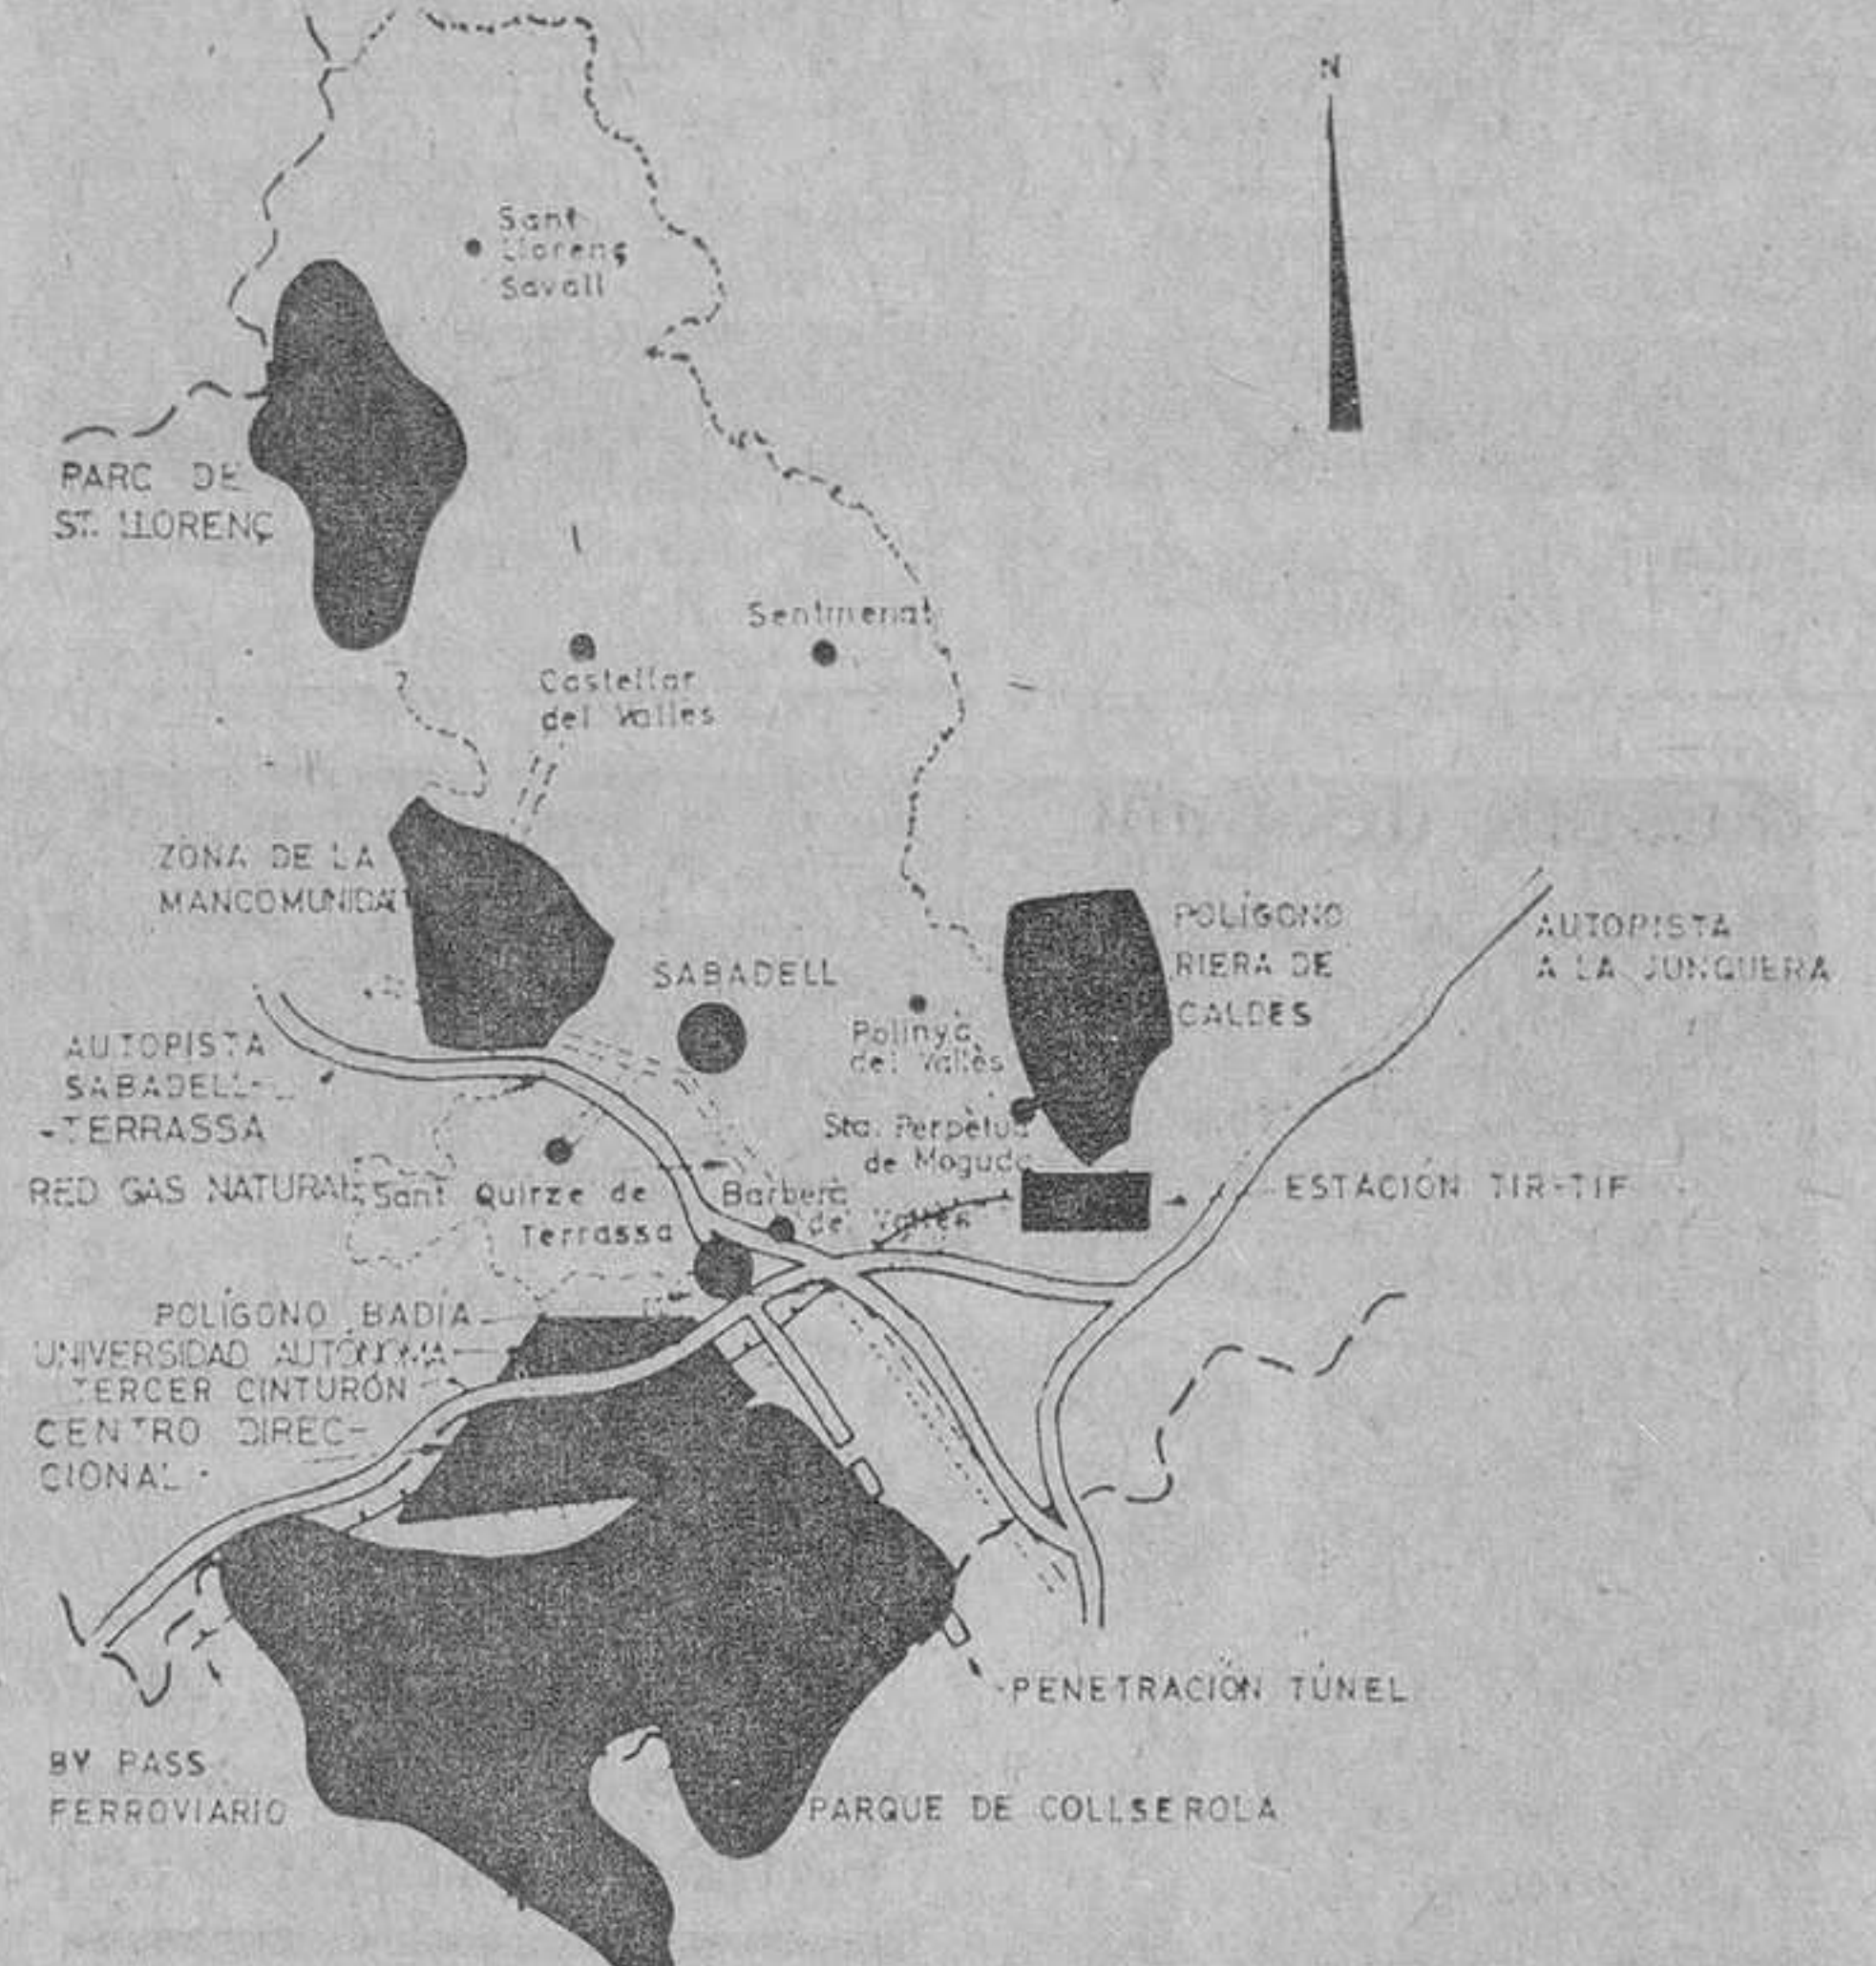 N
Sant
Llorenç
Savall
PARC DE
ST. LLORENÇ
Sentmenat
Castellar
del Vallès
ZONA DE LA
MANCOMUNIDAT
SABADELL
POLÍGONO
RIERA DE
CALDES
AUTOPISTA
A LA JUNQUERA
Polinyà
del Vallès
AUTOPISTA
SABADELL-
-TERRASSA
Sta. Perpètua
de Moguda
RED GAS NATURAL
Sant Quirze de
Terrassa
Barberà
del Vallès
ESTACIÓN TIR-TIF
POLÍGONO BADIA
UNIVERSIDAD AUTÓNOMA
TERCER CINTURÓN
CENTRO DIREC-
CIONAL
PENETRACIÓN TÚNEL
BY PASS
FERROVIARIO
PARQUE DE COLLSEROLA